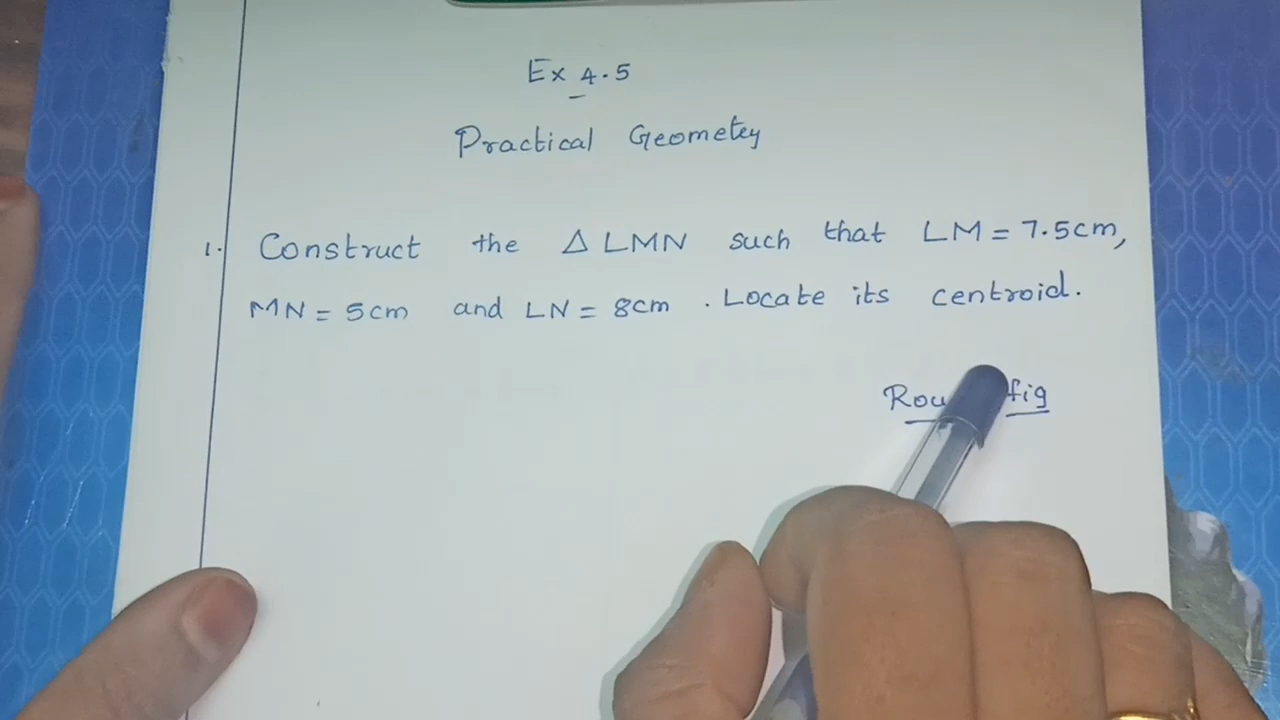 Ex 4.5
Practical Geometry
1. Construct the △ LMN such that LM = 7.5cm,
MN = 5cm and LN = 8cm . Locate its centroid.
fig